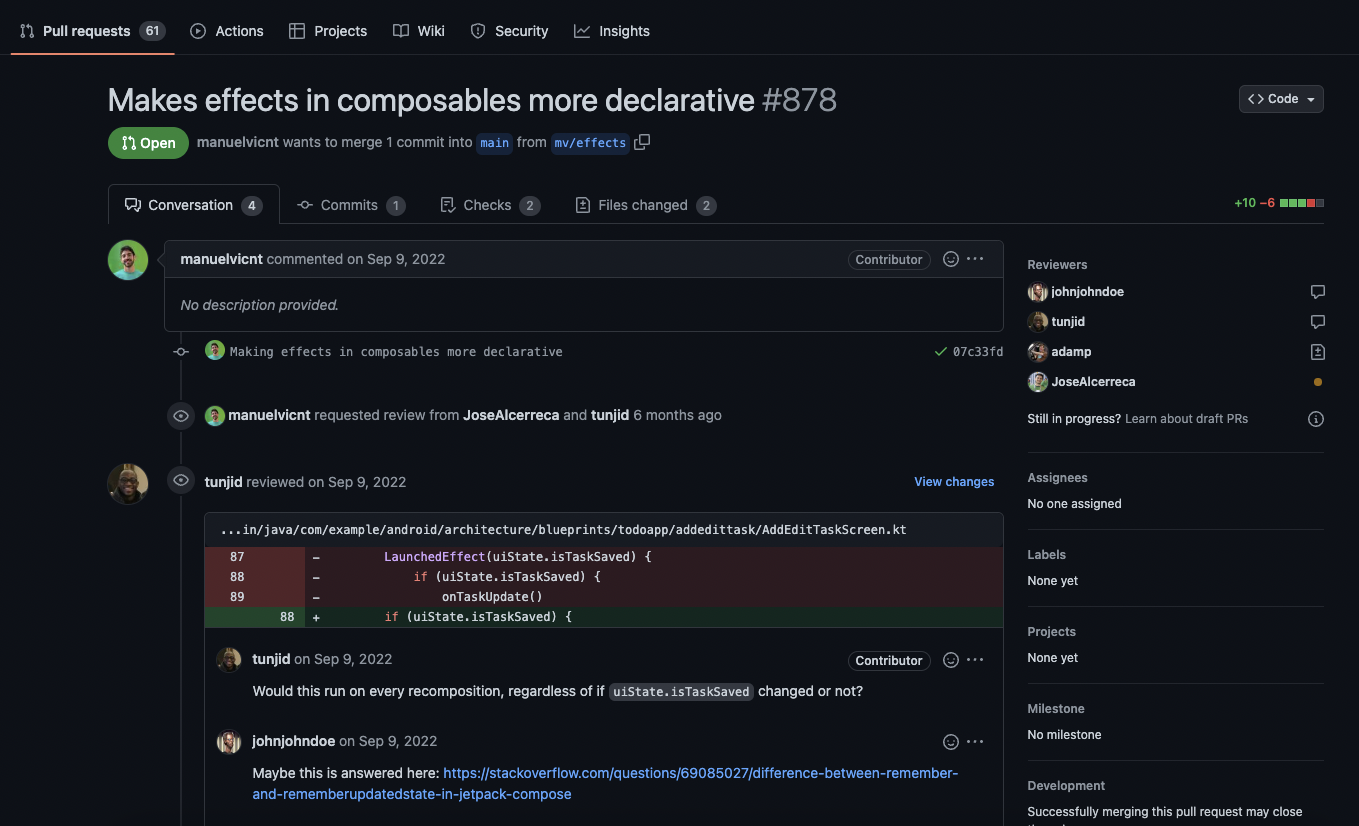 Pull requests 61 Actions Projects Wiki Security Insights
Makes effects in composables more declarative #878
Code
Open manuelvicnt wants to merge 1 commit into main from mv/effects
Conversation 4 Commits 1 Checks 2 Files changed 2
+10 −6
manuelvicnt commented on Sep 9, 2022 Contributor
No description provided.
Making effects in composables more declarative 07c33fd
manuelvicnt requested review from JoseAlcerreca and tunjid 6 months ago
tunjid reviewed on Sep 9, 2022 View changes
...in/java/com/example/android/architecture/blueprints/todoapp/addedittask/AddEditTaskScreen.kt
87 - LaunchedEffect(uiState.isTaskSaved) {
88 - if (uiState.isTaskSaved) {
89 - onTaskUpdate()
88 + if (uiState.isTaskSaved) {
tunjid on Sep 9, 2022 Contributor
Would this run on every recomposition, regardless of if uiState.isTaskSaved changed or not?
johnjohndoe on Sep 9, 2022
Maybe this is answered here: https://stackoverflow.com/questions/69085027/difference-between-remember-
and-rememberupdatedstate-in-jetpack-compose
Reviewers
johnjohndoe
tunjid
adamp
JoseAlcerreca
Still in progress? Learn about draft PRs
Assignees
No one assigned
Labels
None yet
Projects
None yet
Milestone
No milestone
Development
Successfully merging this pull request may close